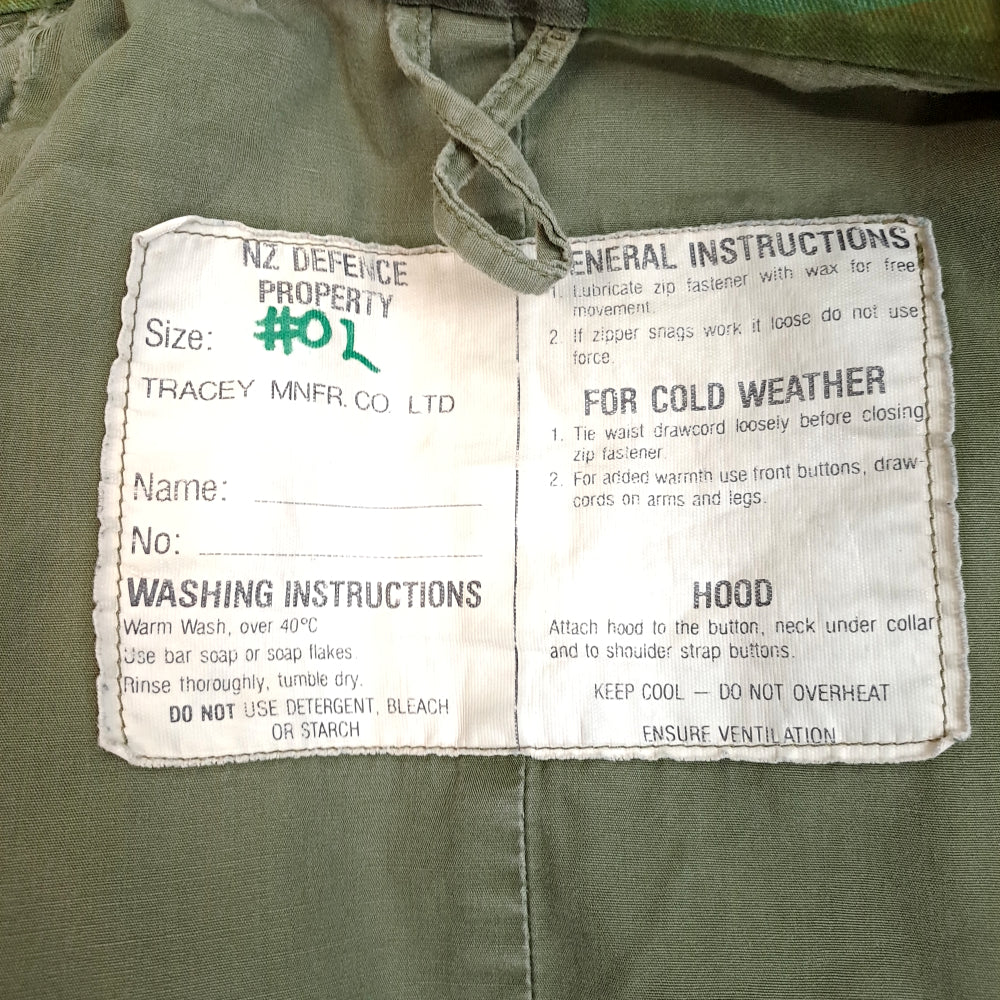 NZ DEFENCE
PROPERTY
Size: #02
TRACEY MNFR. CO. LTD
Name:
No:
WASHING INSTRUCTIONS
Warm Wash, over 40°C
Use bar soap or soap flakes.
Rinse thoroughly, tumble dry.
DO NOT USE DETERGENT, BLEACH
OR STARCH
ENERAL INSTRUCTIONS
1. Lubricate zip fastener with wax for free
movement.
2. If zipper snags work it loose do not use
force.
FOR COLD WEATHER
1. Tie waist drawcord loosely before closing
zip fastener.
2. For added warmth use front buttons, draw-
cords on arms and legs.
HOOD
Attach hood to the button, neck under collar
and to shoulder strap buttons.
KEEP COOL — DO NOT OVERHEAT
ENSURE VENTILATION